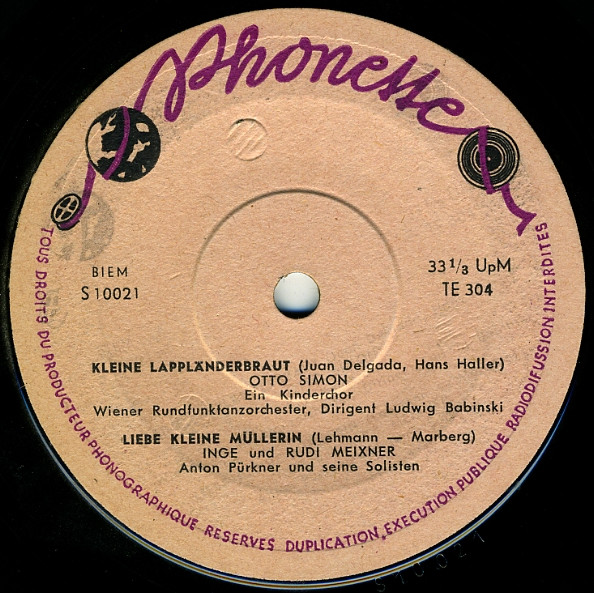 Phonette
BIEM
S 10021
33 1/3 UpM
TE 304
KLEINE LAPPLÄNDERBRAUT (Juan Delgada, Hans Haller)
OTTO SIMON
Ein Kinderchor
Wiener Rundfunktanzorchester, Dirigent Ludwig Babinski
LIEBE KLEINE MÜLLERIN (Lehmann — Marberg)
INGE und RUDI MEIXNER
Anton Pürkner und seine Solisten
TOUS DROITS DU PRODUCTEUR PHONOGRAPHIQUE RESERVES DUPLICATION, EXECUTION PUBLIQUE RADIODIFUSSION INTERDITES